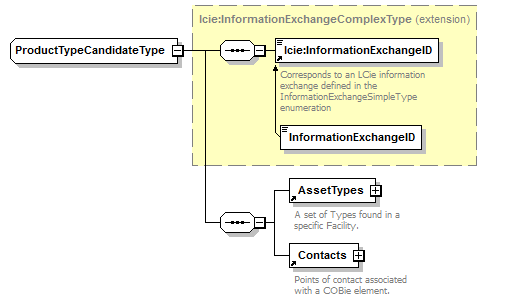 lcie:InformationExchangeComplexType (extension)
ProductTypeCandidateType
lcie:InformationExchangeID
Corresponds to an LCie information
exchange defined in the
InformationExchangeSimpleType
enumeration
InformationExchangeID
AssetTypes
A set of Types found in a
specific Facility.
Contacts
Points of contact associated
with a COBie element.